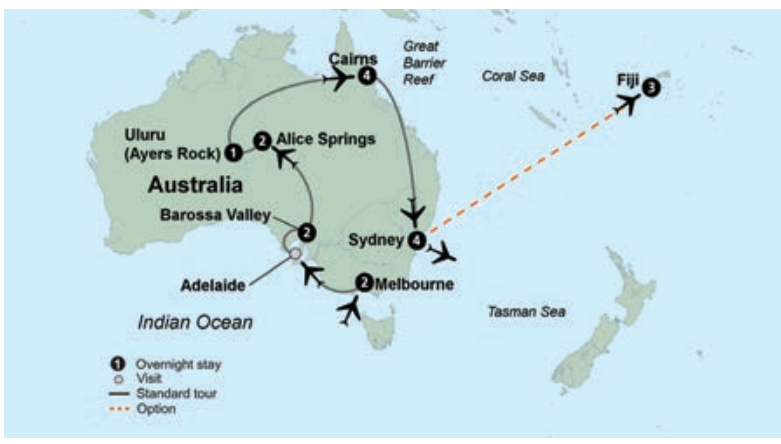 Cairns
4
Great
Barrier
Reef
Coral Sea
Fiji
3
Uluru
(Ayers Rock)
1
2
Alice Springs
Australia
Barossa Valley
2
Sydney
4
Adelaide
2
Melbourne
Tasman Sea
Indian Ocean
1 Overnight stay
Visit
Standard tour
Option